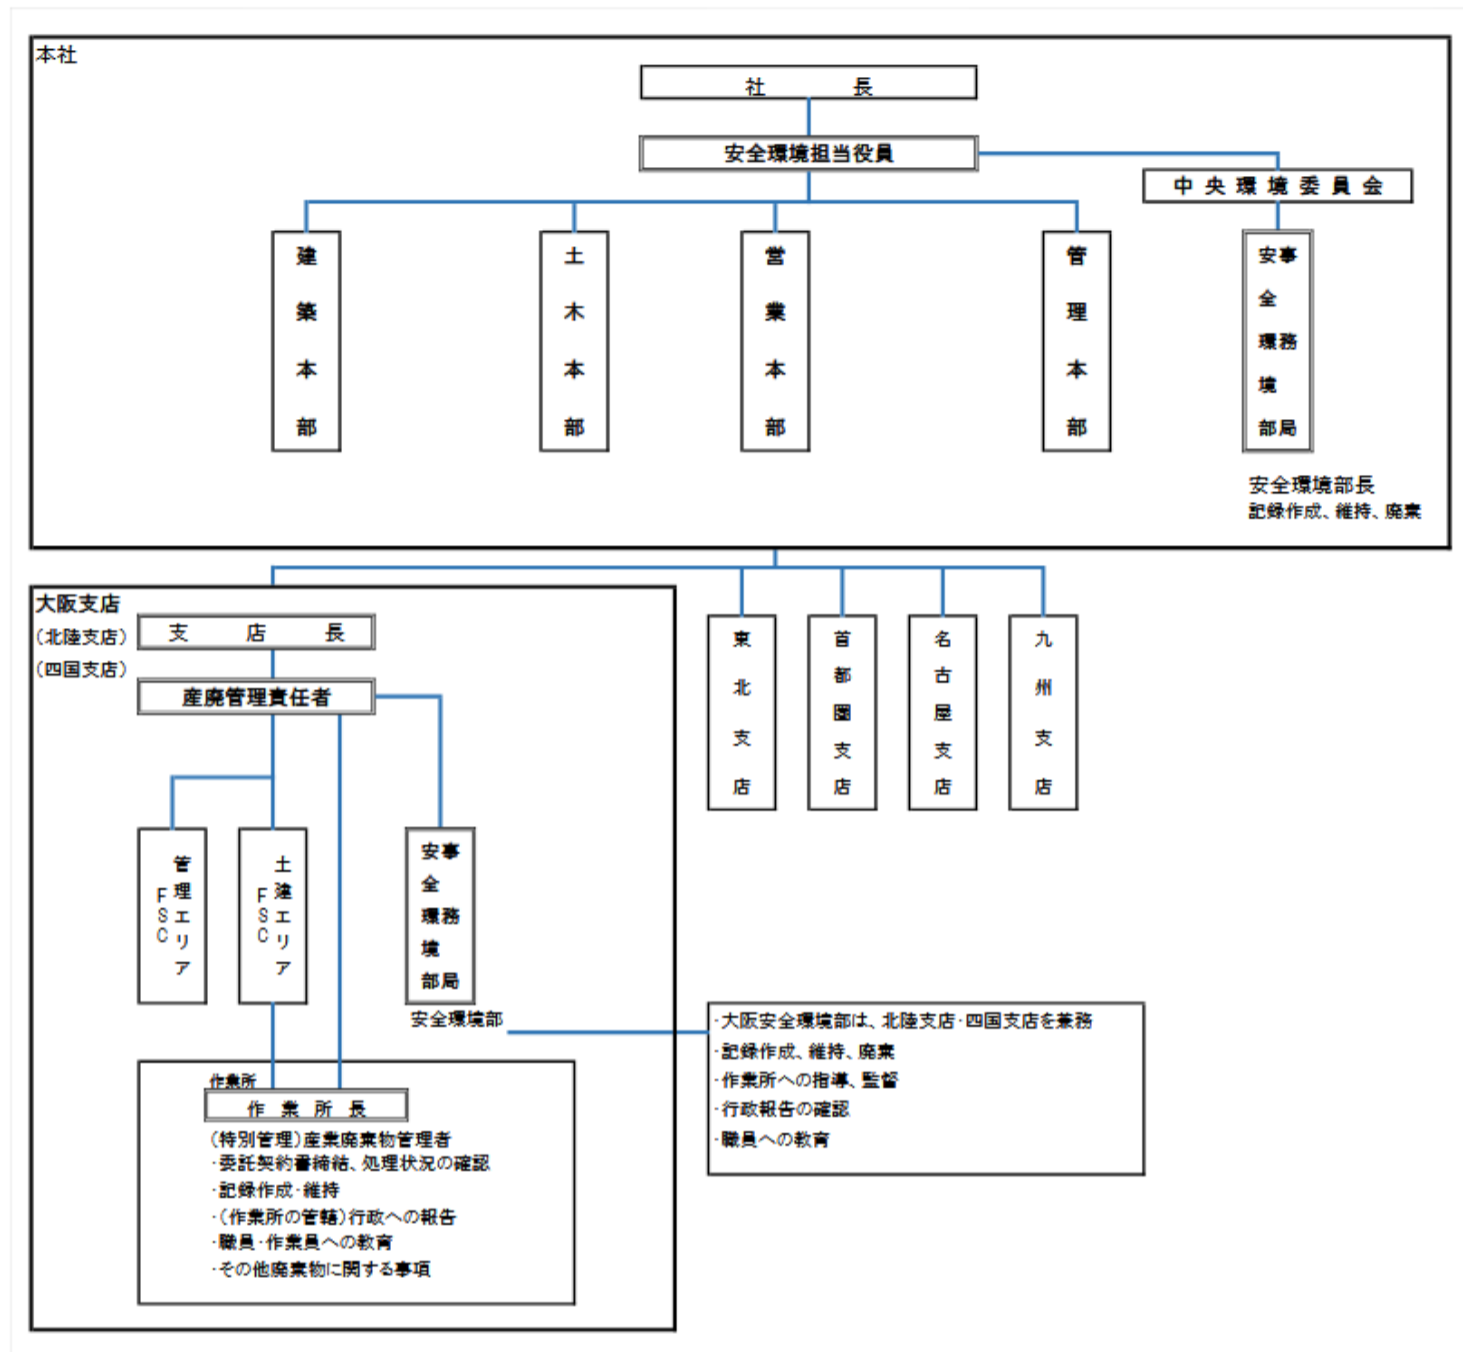 本社
社長
安全環境担当役員
中央環境委員会
建築本部
土木本部
営業本部
管理本部
安全環境部
事務局
安全環境部長
記録作成、維持、廃棄
大阪支店
(北陸支店)
(四国支店)
支店長
産廃管理責任者
東北支店
首都圏支店
名古屋支店
九州支店
管理エリア
FSC
土建エリア
FSC
安全環境部
事務局
安全環境部
・大阪安全環境部は、北陸支店・四国支店を兼務
・記録作成、維持、廃棄
・作業所への指導、監督
・行政報告の確認
・職員への教育
作業所
作業所長
(特別管理)産業廃棄物管理者
・委託契約書締結、処理状況の確認
・記録作成・維持
・(作業所の管轄)行政への報告
・職員・作業員への教育
・その他廃棄物に関する事項